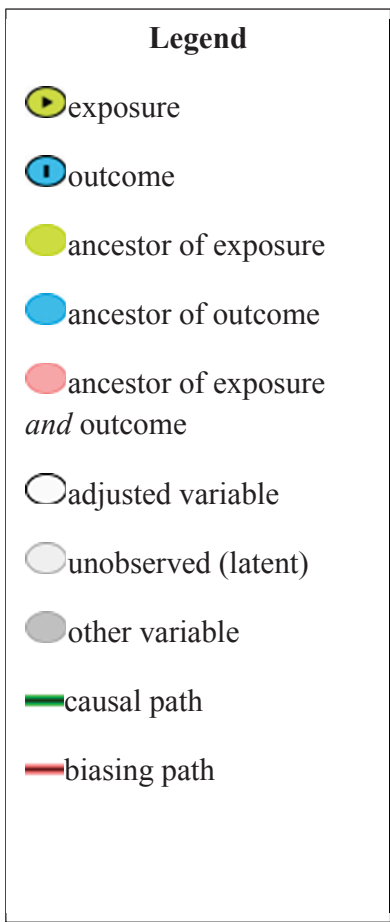 Legend
exposure
outcome
ancestor of exposure
ancestor of outcome
ancestor of exposure
and outcome
adjusted variable
unobserved (latent)
other variable
causal path
biasing path